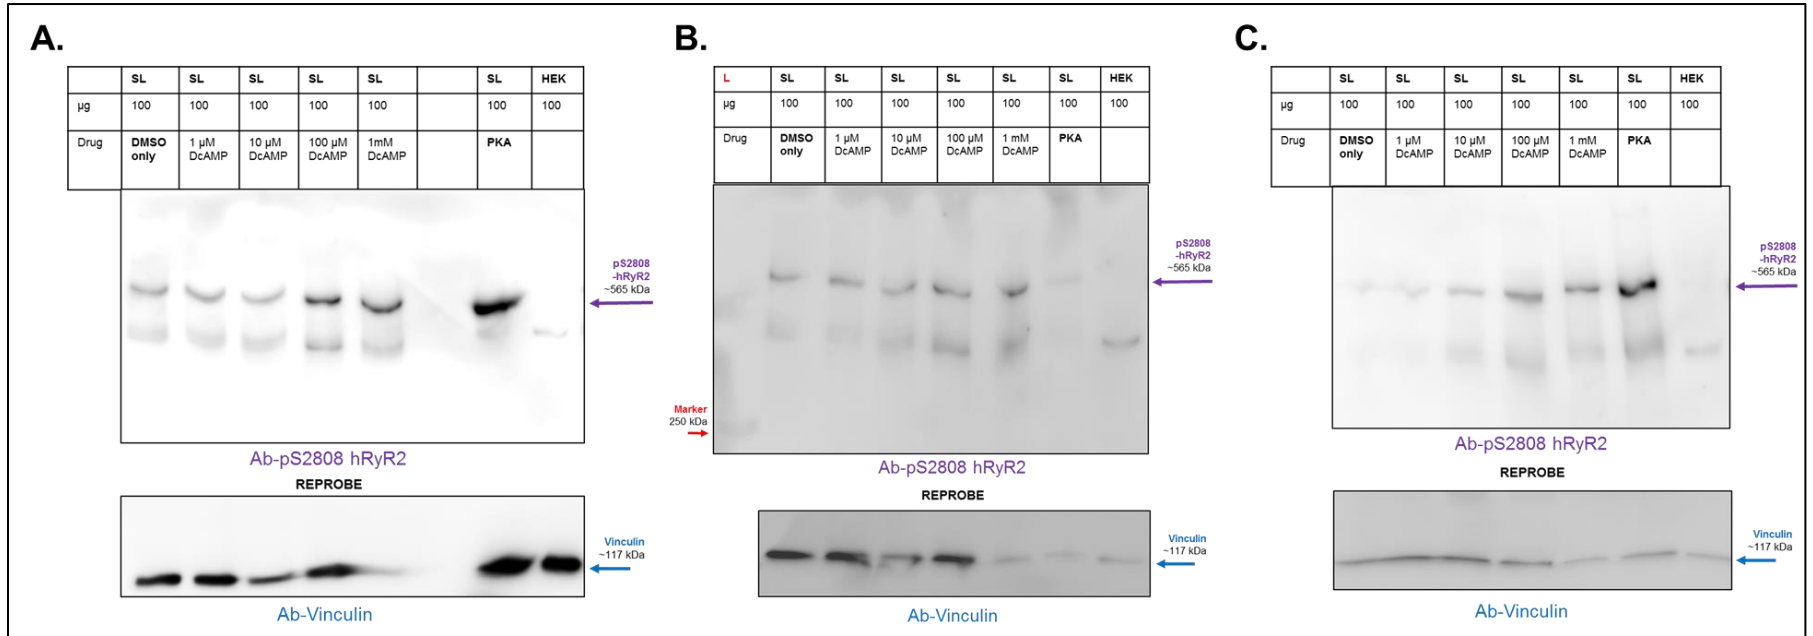 A.
SL SL SL SL SL SL HEK
µg 100 100 100 100 100 100 100
Drug DMSO only 1 µM DcAMP 10 µM DcAMP 100 µM DcAMP 1mM DcAMP PKA
pS2808
-hRyR2
~565 kDa
Ab-pS2808 hRyR2
REPROBE
Vinculin
~117 kDa
Ab-Vinculin
B.
L SL SL SL SL SL SL HEK
µg 100 100 100 100 100 100 100
Drug DMSO only 1 µM DcAMP 10 µM DcAMP 100 µM DcAMP 1 mM DcAMP PKA
pS2808
-hRyR2
~565 kDa
Marker
250 kDa
Ab-pS2808 hRyR2
REPROBE
Vinculin
~117 kDa
Ab-Vinculin
C.
SL SL SL SL SL SL HEK
µg 100 100 100 100 100 100 100
Drug DMSO only 1 µM DcAMP 10 µM DcAMP 100 µM DcAMP 1 mM DcAMP PKA
pS2808
-hRyR2
~565 kDa
Ab-pS2808 hRyR2
REPROBE
Vinculin
~117 kDa
Ab-Vinculin